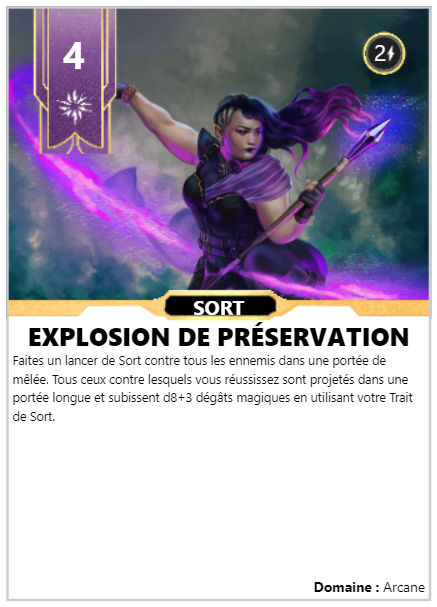 4
2
SORT
EXPLOSION DE PRÉSERVATION
Faites un lancer de Sort contre tous les ennemis dans une portée de
mêlée. Tous ceux contre lesquels vous réussissez sont projetés dans une
portée longue et subissent d8+3 dégâts magiques en utilisant votre Trait
de Sort.
Domaine : Arcane